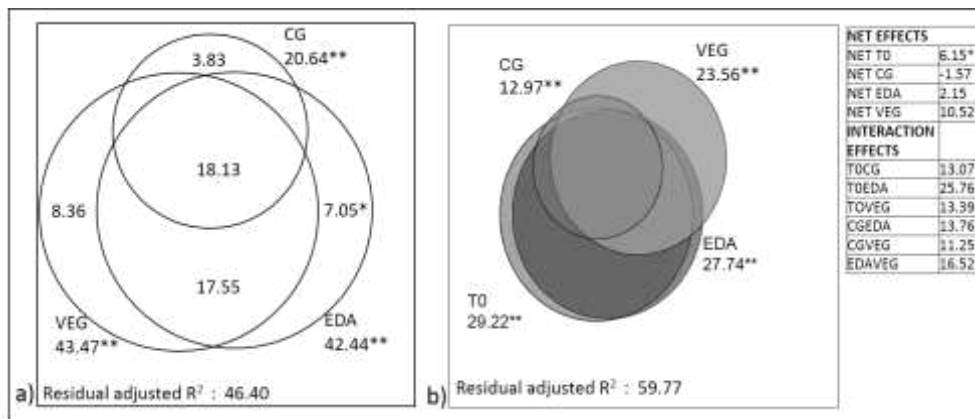 CG
20.64**
3.83
18.13
8.36
7.05*
17.55
VEG
43.47**
EDA
42.44**
a) Residual adjusted R² : 46.40
CG
12.97**
VEG
23.56**
EDA
27.74**
T0
29.22**
b) Residual adjusted R² : 59.77
NET EFFECTS
NET T0 6.15*
NET CG -1.57
NET EDA 2.15
NET VEG 10.52
INTERACTION
EFFECTS
T0CG 13.07
T0EDA 25.76
TOVEG 13.39
CGEDA 13.76
CGVEG 11.25
EDAVEG 16.52